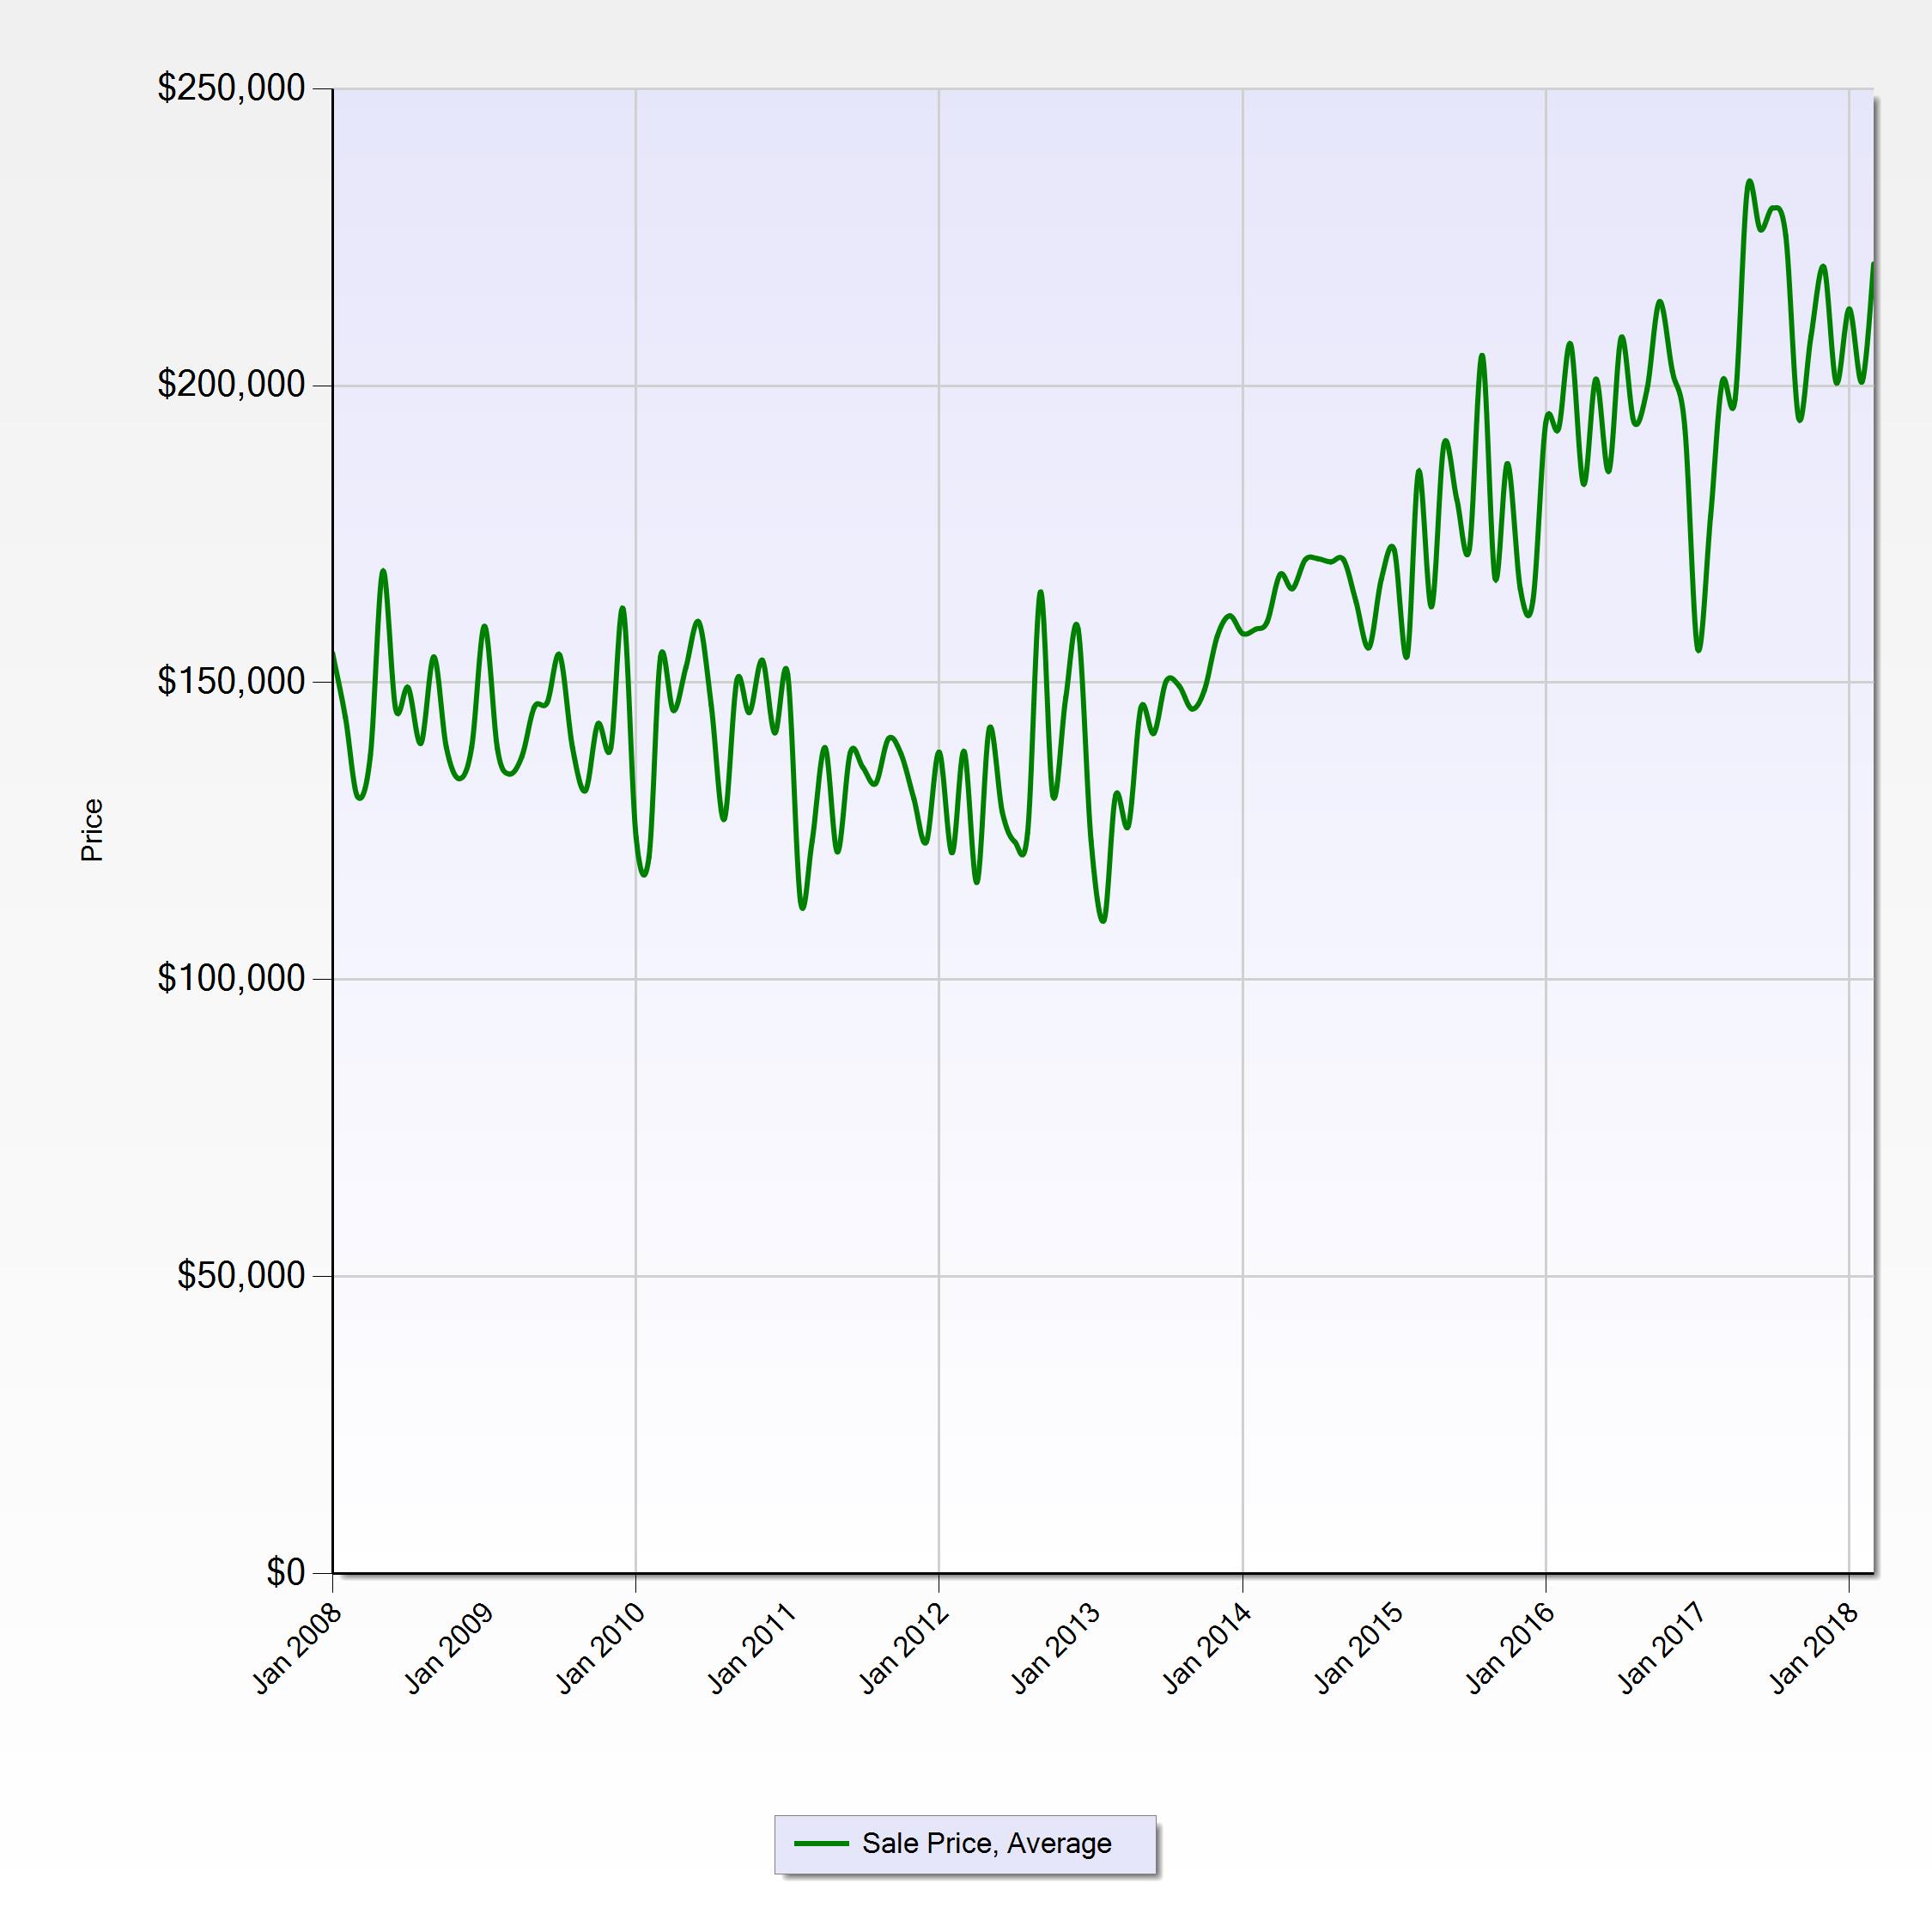 $250,000
$200,000
$150,000
$100,000
$50,000
$0
Price
Jan 2008
Jan 2009
Jan 2010
Jan 2011
Jan 2012
Jan 2013
Jan 2014
Jan 2015
Jan 2016
Jan 2017
Jan 2018
Sale Price, Average